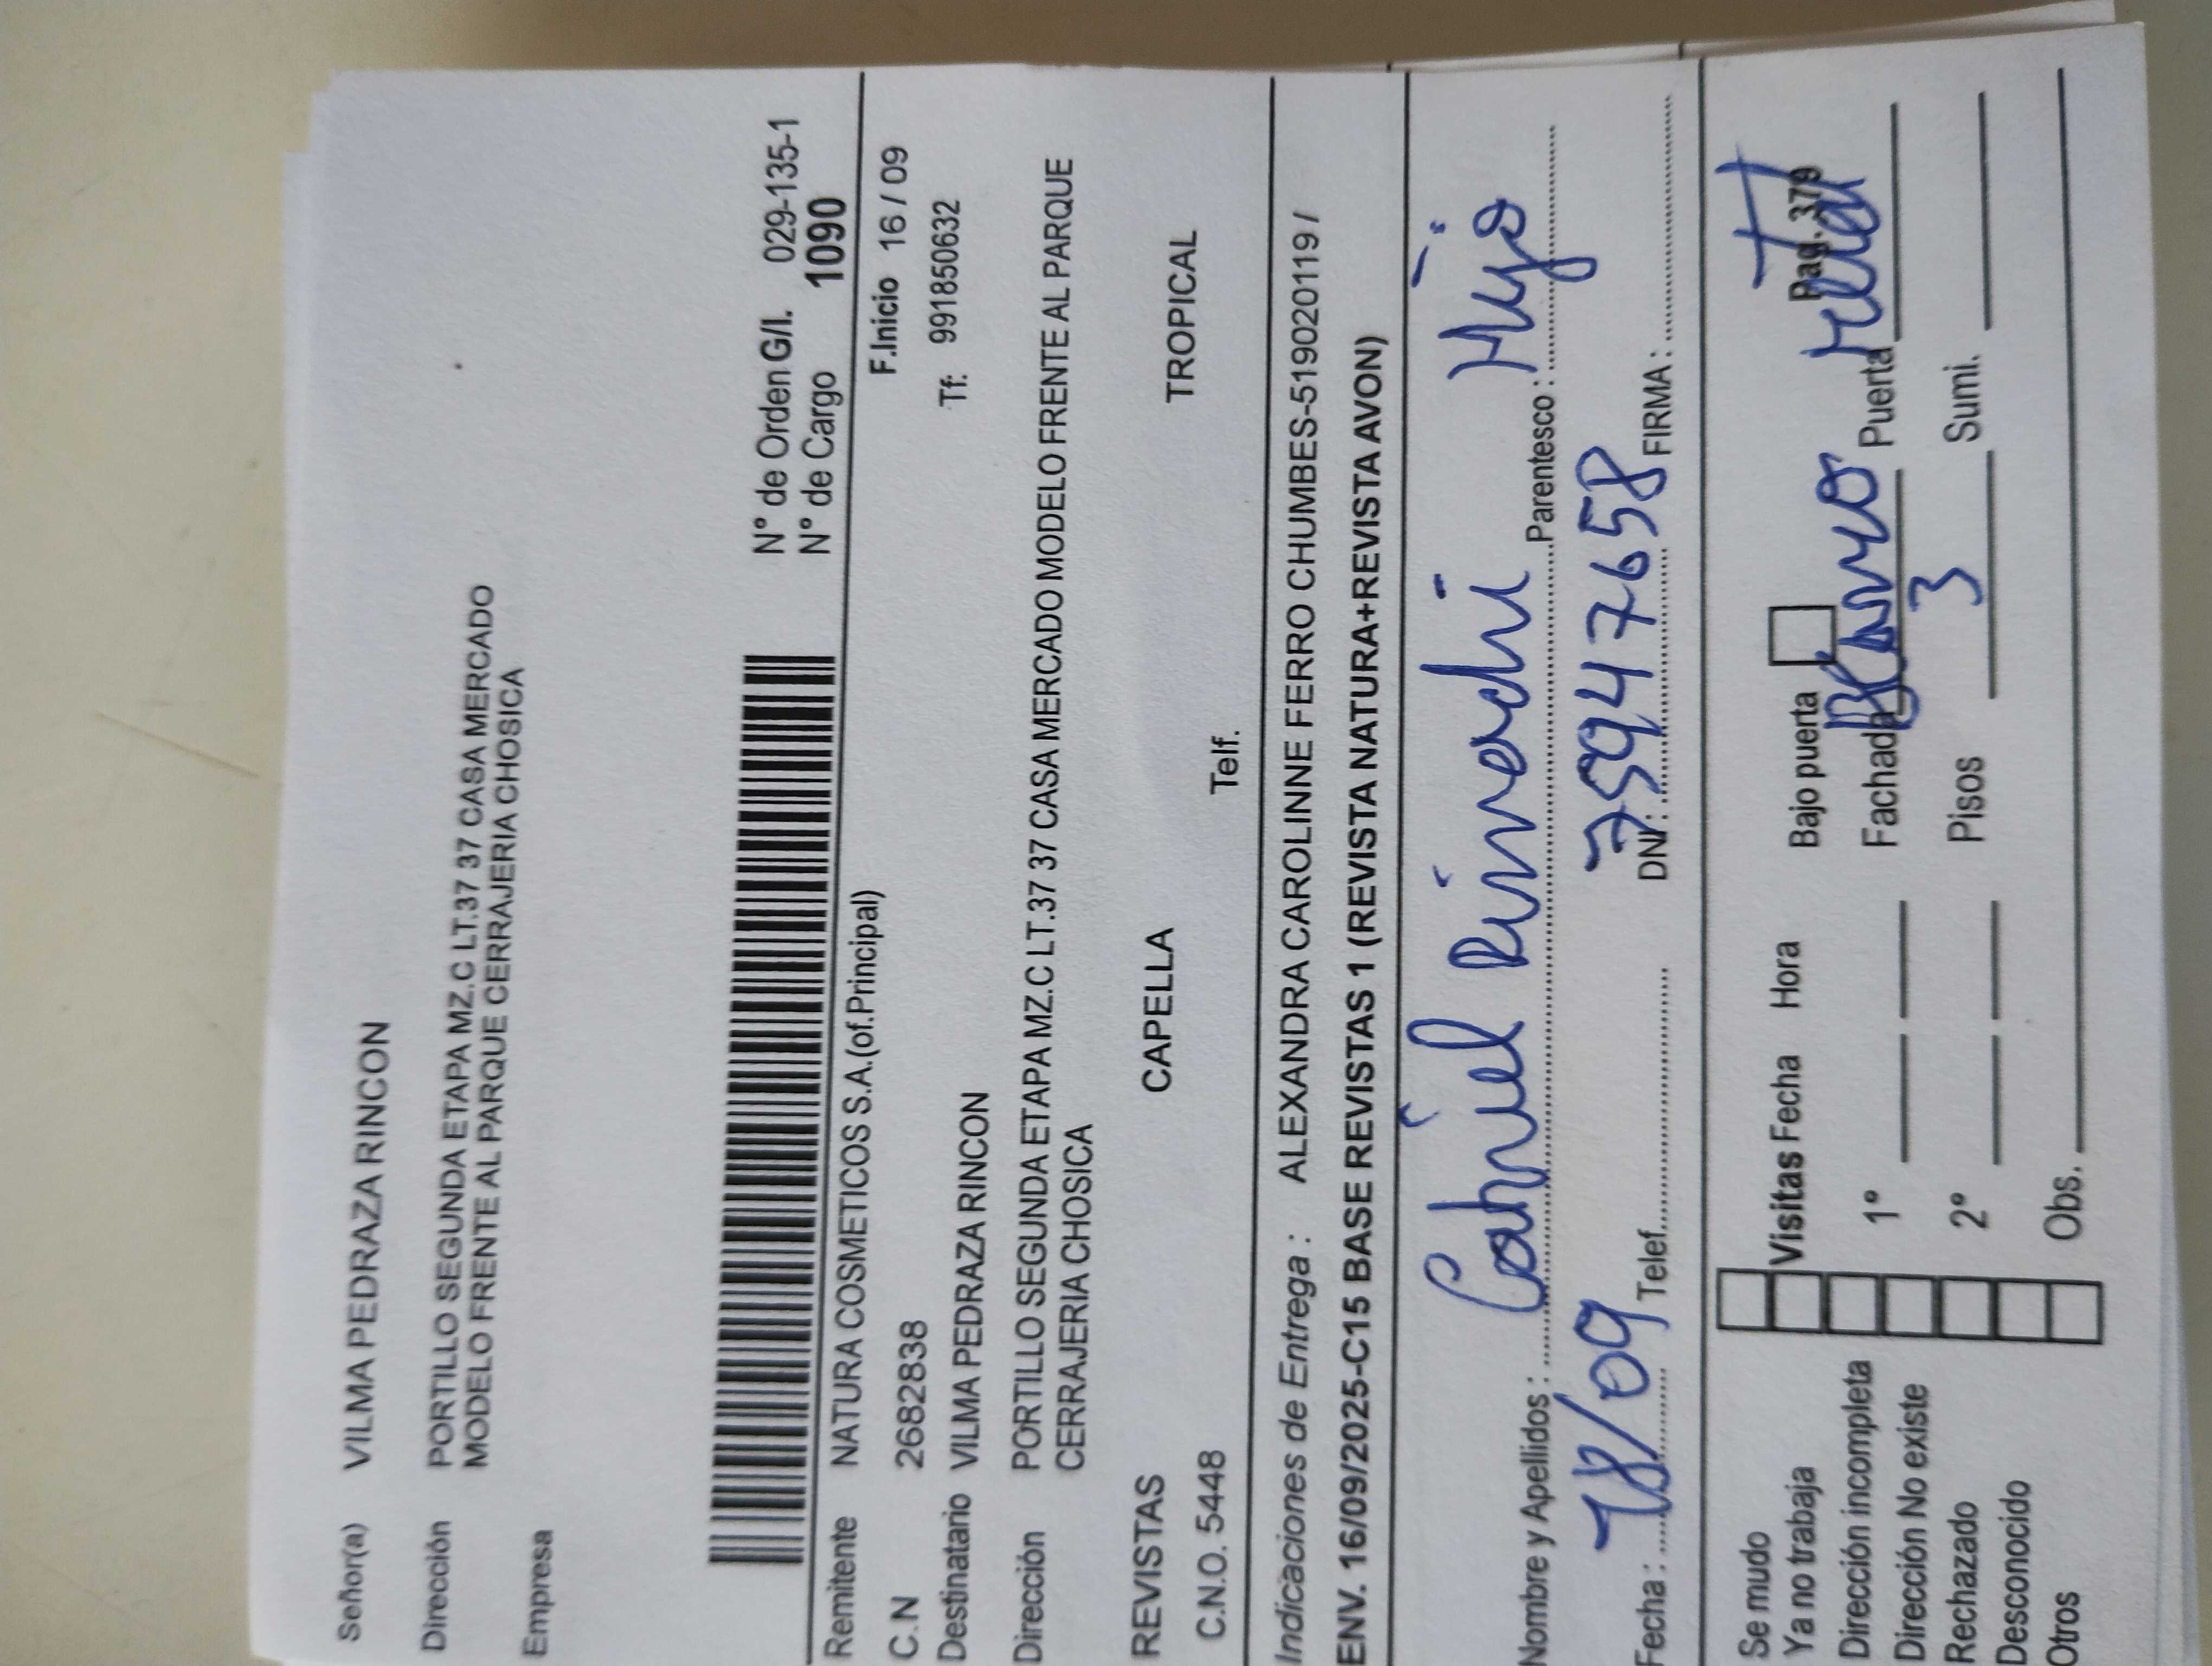 Señor(a) VILMA PEDRAZA RINCON
Dirección PORTILLO SEGUNDA ETAPA MZ.C LT.37 37 CASA MERCADO
MODELO FRENTE AL PARQUE CERRAJERIA CHOSICA
Empresa
N° de Orden G/I. 029-135-1
N° de Cargo 1090
Remitente NATURA COSMETICOS S.A.(of.Principal) F.Inicio 16 / 09
C.N 2682838 Tf: 991850632
Destinatario VILMA PEDRAZA RINCON
Dirección PORTILLO SEGUNDA ETAPA MZ.C LT.37 37 CASA MERCADO MODELO FRENTE AL PARQUE
CERRAJERIA CHOSICA
REVISTAS CAPELLA TROPICAL
C.N.O. 5448 Telf.
Indicaciones de Entrega : ALEXANDRA CAROLINNE FERRO CHUMBES-519020119 /
ENV. 16/09/2025-C15 BASE REVISTAS 1 (REVISTA NATURA+REVISTA AVON)
Nombre y Apellidos : Parentesco : Hijo
Fecha : 18/09 Telef. DNI : 75947658 FIRMA :
Se mudo
Ya no trabaja Visitas Fecha Hora Bajo puerta Pag. 379
Dirección incompleta 1° Fachada Blanco Puerta Metal
Dirección No existe
Rechazado 2° Pisos 3 Sumi.
Desconocido
Otros Obs.